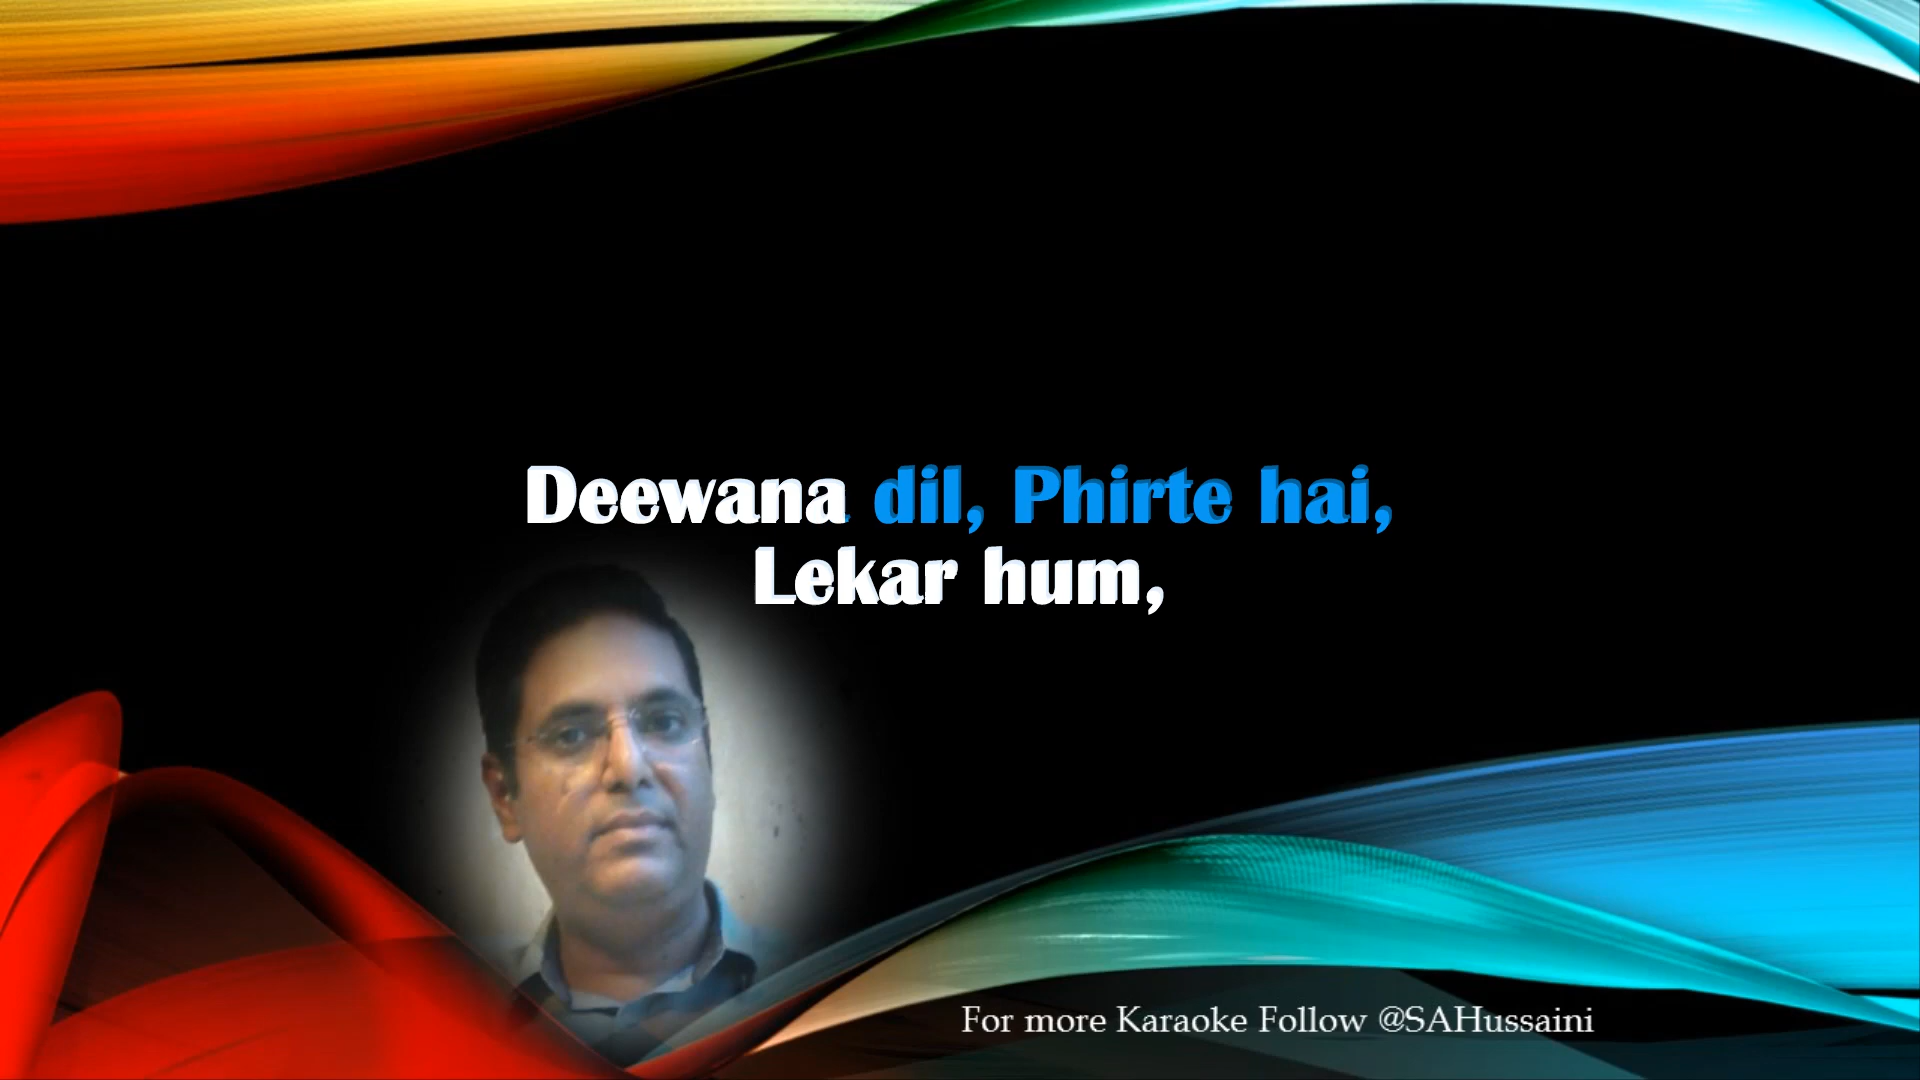 Deewana dil, Phirte hai,
Lekar hum,
For more Karaoke Follow @SAHussaini